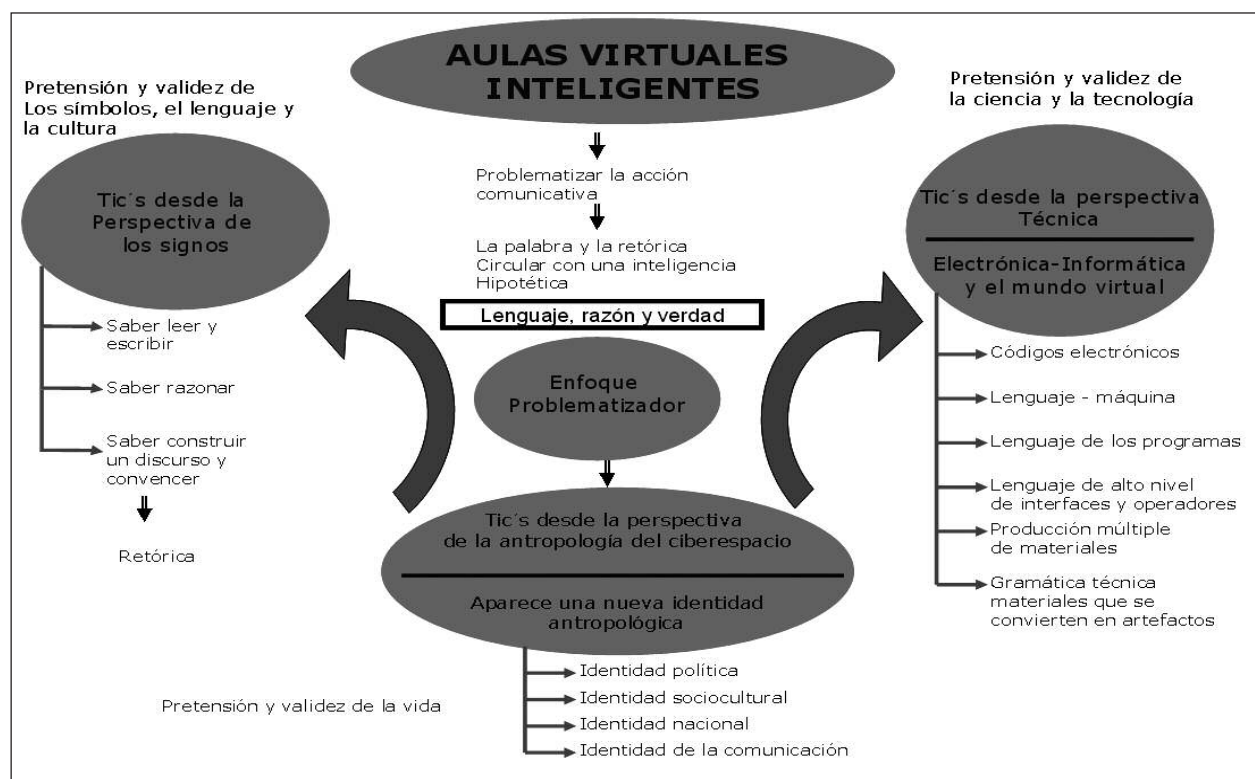 AULAS VIRTUALES
INTELIGENTES
Pretensión y validez de
Los símbolos, el lenguaje y
la cultura
Pretensión y validez de
la ciencia y la tecnología
Problematizar la acción
comunicativa
La palabra y la retórica
Circular con una inteligencia
Hipotética
Lenguaje, razón y verdad
Enfoque
Problematizador
Tic´s desde la
Perspectiva de
los signos
Saber leer y
escribir
Saber razonar
Saber construir
un discurso y
convencer
Retórica
Tic´s desde la perspectiva
Técnica
Electrónica-Informática
y el mundo virtual
Códigos electrónicos
Lenguaje - máquina
Lenguaje de los programas
Lenguaje de alto nivel
de interfaces y operadores
Producción múltiple
de materiales
Gramática técnica
materiales que se
convierten en artefactos
Tic´s desde la perspectiva
de la antropología del ciberespacio
Aparece una nueva identidad
antropológica
Pretensión y validez de la vida
Identidad política
Identidad sociocultural
Identidad nacional
Identidad de la comunicación